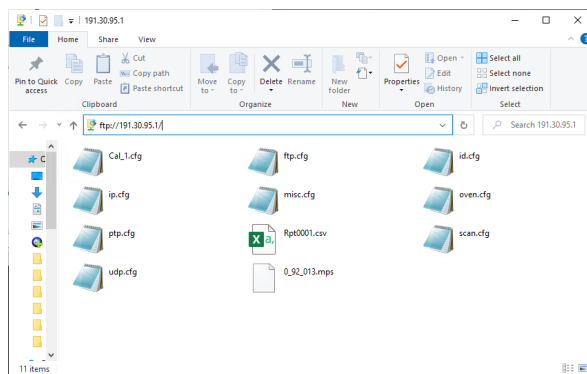 191.30.95.1
File Home Share View
Pin to Quick access
Copy
Paste
Cut
Copy path
Paste shortcut
Clipboard
Move to
Copy to
Delete
Rename
Organize
New folder
New
Properties
Open
Edit
History
Open
Select all
Select none
Invert selection
Select
ftp://191.30.95.1/
Search 191.30.95.1
Cal_1.cfg ftp.cfg id.cfg
ip.cfg misc.cfg oven.cfg
ptp.cfg Rpt0001.csv scan.cfg
udp.cfg 0_92_013.mps
11 items